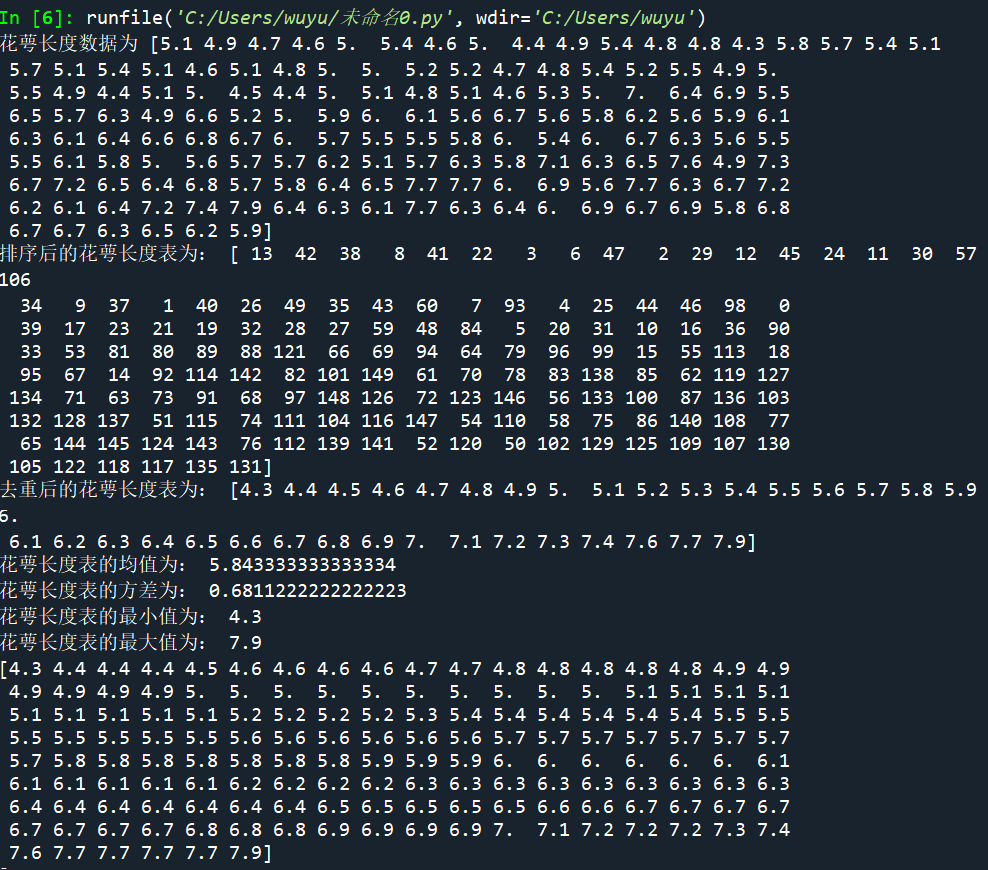 In [6]: runfile('C:/Users/wuyu/未命名0.py', wdir='C:/Users/wuyu')
花萼长度数据为 [5.1 4.9 4.7 4.6 5.  5.4 4.6 5.  4.4 4.9 5.4 4.8 4.8 4.3 5.8 5.7 5.4 5.1
 5.7 5.1 5.4 5.1 4.6 5.1 4.8 5.  5.  5.2 5.2 4.7 4.8 5.4 5.2 5.5 4.9 5.
 5.5 4.9 4.4 5.1 5.  4.5 4.4 5.  5.1 4.8 5.1 4.6 5.3 5.  7.  6.4 6.9 5.5
 6.5 5.7 6.3 4.9 6.6 5.2 5.  5.9 6.  6.1 5.6 6.7 5.6 5.8 6.2 5.6 5.9 6.1
 6.3 6.1 6.4 6.6 6.8 6.7 6.  5.7 5.5 5.5 5.8 6.  5.4 6.  6.7 6.3 5.6 5.5
 5.5 6.1 5.8 5.  5.6 5.7 5.7 6.2 5.1 5.7 6.3 5.8 7.1 6.3 6.5 7.6 4.9 7.3
 6.7 7.2 6.5 6.4 6.8 5.7 5.8 6.4 6.5 7.7 7.7 6.  6.9 5.6 7.7 6.3 6.7 7.2
 6.2 6.1 6.4 7.2 7.4 7.9 6.4 6.3 6.1 7.7 6.3 6.4 6.  6.9 6.7 6.9 5.8 6.8
 6.7 6.7 6.3 6.5 6.2 5.9]
排序后的花萼长度表为： [ 13  42  38   8  41  22   3   6  47   2  29  12  45  24  11  30  57
106
  34   9  37   1  40  26  49  35  43  60   7  93   4  25  44  46  98   0
  39  17  23  21  19  32  28  27  59  48  84   5  20  31  10  16  36  90
  33  53  81  80  89  88 121  66  69  94  64  79  96  99  15  55 113  18
  95  67  14  92 114 142  82 101 149  61  70  78  83 138  85  62 119 127
 134  71  63  73  91  68  97 148 126  72 123 146  56 133 100  87 136 103
 132 128 137  51 115  74 111 104 116 147  54 110  58  75  86 140 108  77
  65 144 145 124 143  76 112 139 141  52 120  50 102 129 125 109 107 130
 105 122 118 117 135 131]
去重后的花萼长度表为： [4.3 4.4 4.5 4.6 4.7 4.8 4.9 5.  5.1 5.2 5.3 5.4 5.5 5.6 5.7 5.8 5.9
6.
 6.1 6.2 6.3 6.4 6.5 6.6 6.7 6.8 6.9 7.  7.1 7.2 7.3 7.4 7.6 7.7 7.9]
花萼长度表的均值为： 5.843333333333334
花萼长度表的方差为： 0.6811222222222223
花萼长度表的最小值为： 4.3
花萼长度表的最大值为： 7.9
[4.3 4.4 4.4 4.4 4.5 4.6 4.6 4.6 4.6 4.7 4.7 4.8 4.8 4.8 4.8 4.8 4.9 4.9
 4.9 4.9 4.9 4.9 5.  5.  5.  5.  5.  5.  5.  5.  5.  5.  5.1 5.1 5.1 5.1
 5.1 5.1 5.1 5.1 5.1 5.2 5.2 5.2 5.2 5.3 5.4 5.4 5.4 5.4 5.4 5.4 5.5 5.5
 5.5 5.5 5.5 5.5 5.5 5.6 5.6 5.6 5.6 5.6 5.6 5.7 5.7 5.7 5.7 5.7 5.7 5.7
 5.7 5.8 5.8 5.8 5.8 5.8 5.8 5.8 5.9 5.9 5.9 6.  6.  6.  6.  6.  6.  6.1
 6.1 6.1 6.1 6.1 6.1 6.2 6.2 6.2 6.2 6.3 6.3 6.3 6.3 6.3 6.3 6.3 6.3 6.3
 6.4 6.4 6.4 6.4 6.4 6.4 6.4 6.5 6.5 6.5 6.5 6.5 6.6 6.6 6.7 6.7 6.7 6.7
 6.7 6.7 6.7 6.7 6.8 6.8 6.8 6.9 6.9 6.9 6.9 7.  7.1 7.2 7.2 7.2 7.3 7.4
 7.6 7.7 7.7 7.7 7.7 7.9]